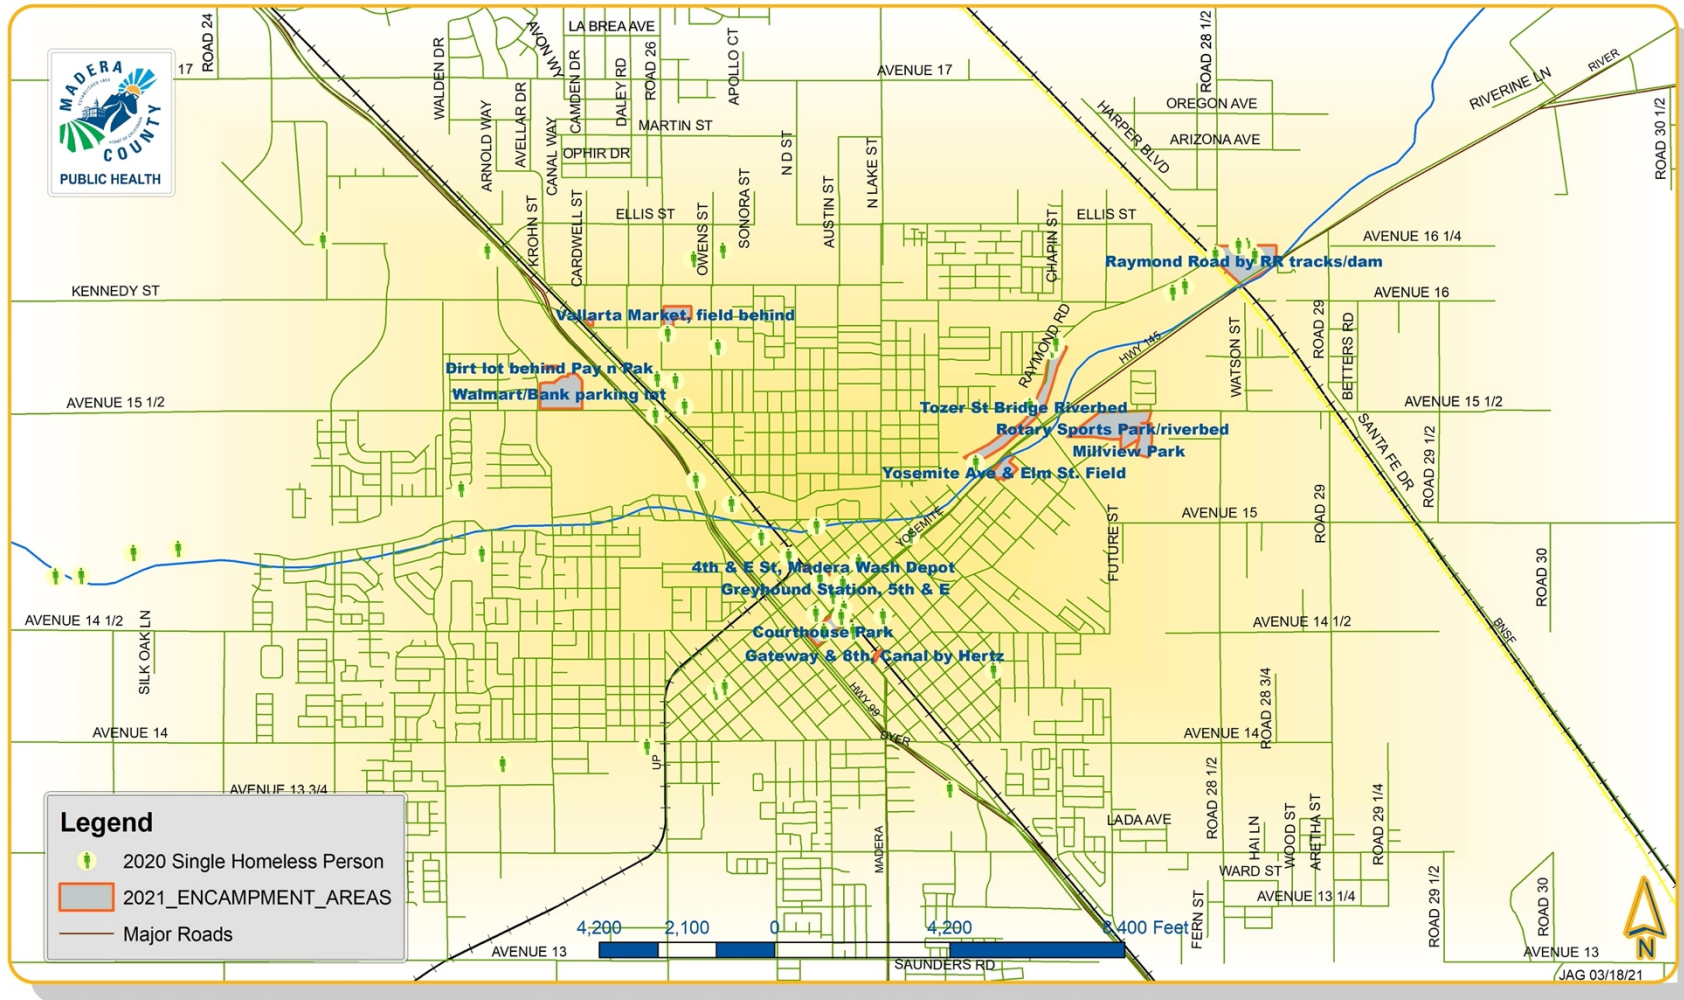 MADERA
COUNTY
PUBLIC HEALTH
17
ROAD 24
WALDEN DR
AVON WY
LA BREA AVE
CAMDEN DR
DALEY RD
ROAD 26
APOLLO CT
AVENUE 17
ROAD 28 1/2
OREGON AVE
HARPER BLVD
ARIZONA AVE
RIVERINE LN
RIVER
ROAD 30 1/2
ARNOLD WAY
AVELLAR DR
CANAL WAY
MARTIN ST
OPHIR DR
N D ST
N LAKE ST
KROHN ST
CARDWELL ST
ELLIS ST
OWENS ST
SONORA ST
AUSTIN ST
CHAPIN ST
ELLIS ST
AVENUE 16 1/4
Raymond Road by RR tracks/dam
KENNEDY ST
AVENUE 16
Vallarta Market, field behind
RAYMOND RD
HWY 145
WATSON ST
ROAD 29
BETTERS RD
Dirt lot behind Pay n Pak
Walmart/Bank parking lot
AVENUE 15 1/2
Tozer St Bridge Riverbed
AVENUE 15 1/2
Rotary Sports Park/riverbed
Millview Park
SANTA FE DR
ROAD 29 1/2
Yosemite Ave & Elm St. Field
YOSEMITE
FUTURE ST
AVENUE 15
ROAD 29
ROAD 30
4th & E St, Madera Wash Depot
Greyhound Station, 5th & E
AVENUE 14 1/2
SILK OAK LN
Courthouse Park
Gateway & 8th, Canal by Hertz
AVENUE 14 1/2
BNSF
HWY 99
DYER
ROAD 28 3/4
AVENUE 14
UP
AVENUE 14
AVENUE 13 3/4
MADERA
LADA AVE
ROAD 28 1/2
HAI LN
WOOD ST
ARETHA ST
ROAD 29 1/4
WARD ST
AVENUE 13 1/4
FERN ST
ROAD 29 1/2
ROAD 30
Legend
2020 Single Homeless Person
2021_ENCAMPMENT_AREAS
Major Roads
4,200 2,100 0 4,200 8,400 Feet
AVENUE 13
SAUNDERS RD
AVENUE 13
N
JAG 03/18/21